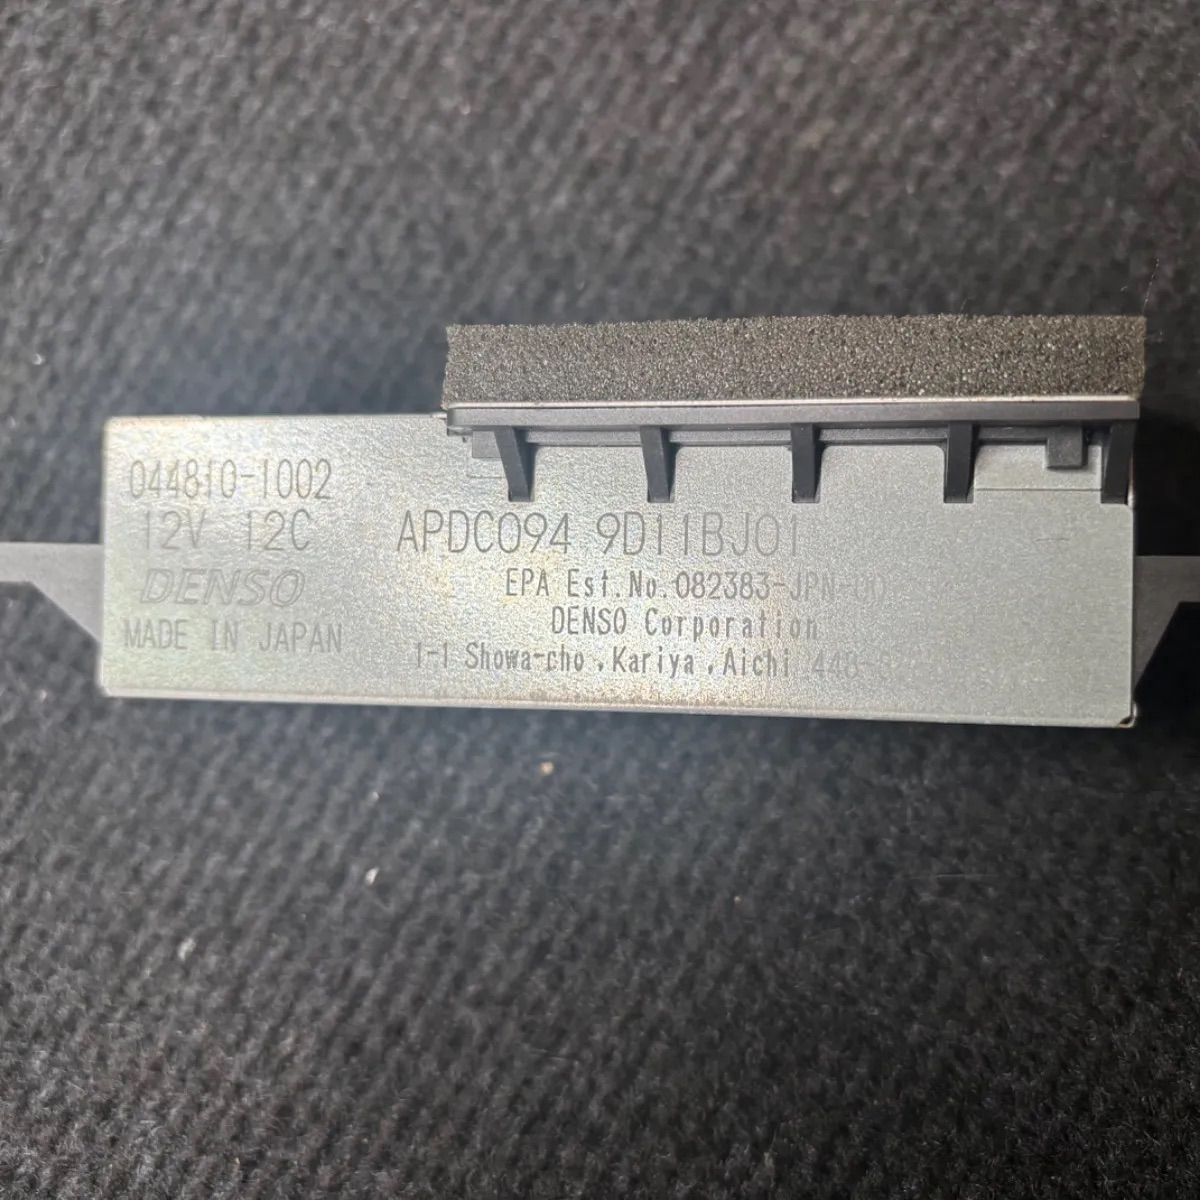 044810-1002
12V 12C
APDC094 9D11BJ01
DENSO
EPA Est.No.082383-JPN-
MADE IN JAPAN
DENSO Corporation
1-1 Showa-cho,Kariya,Aichi